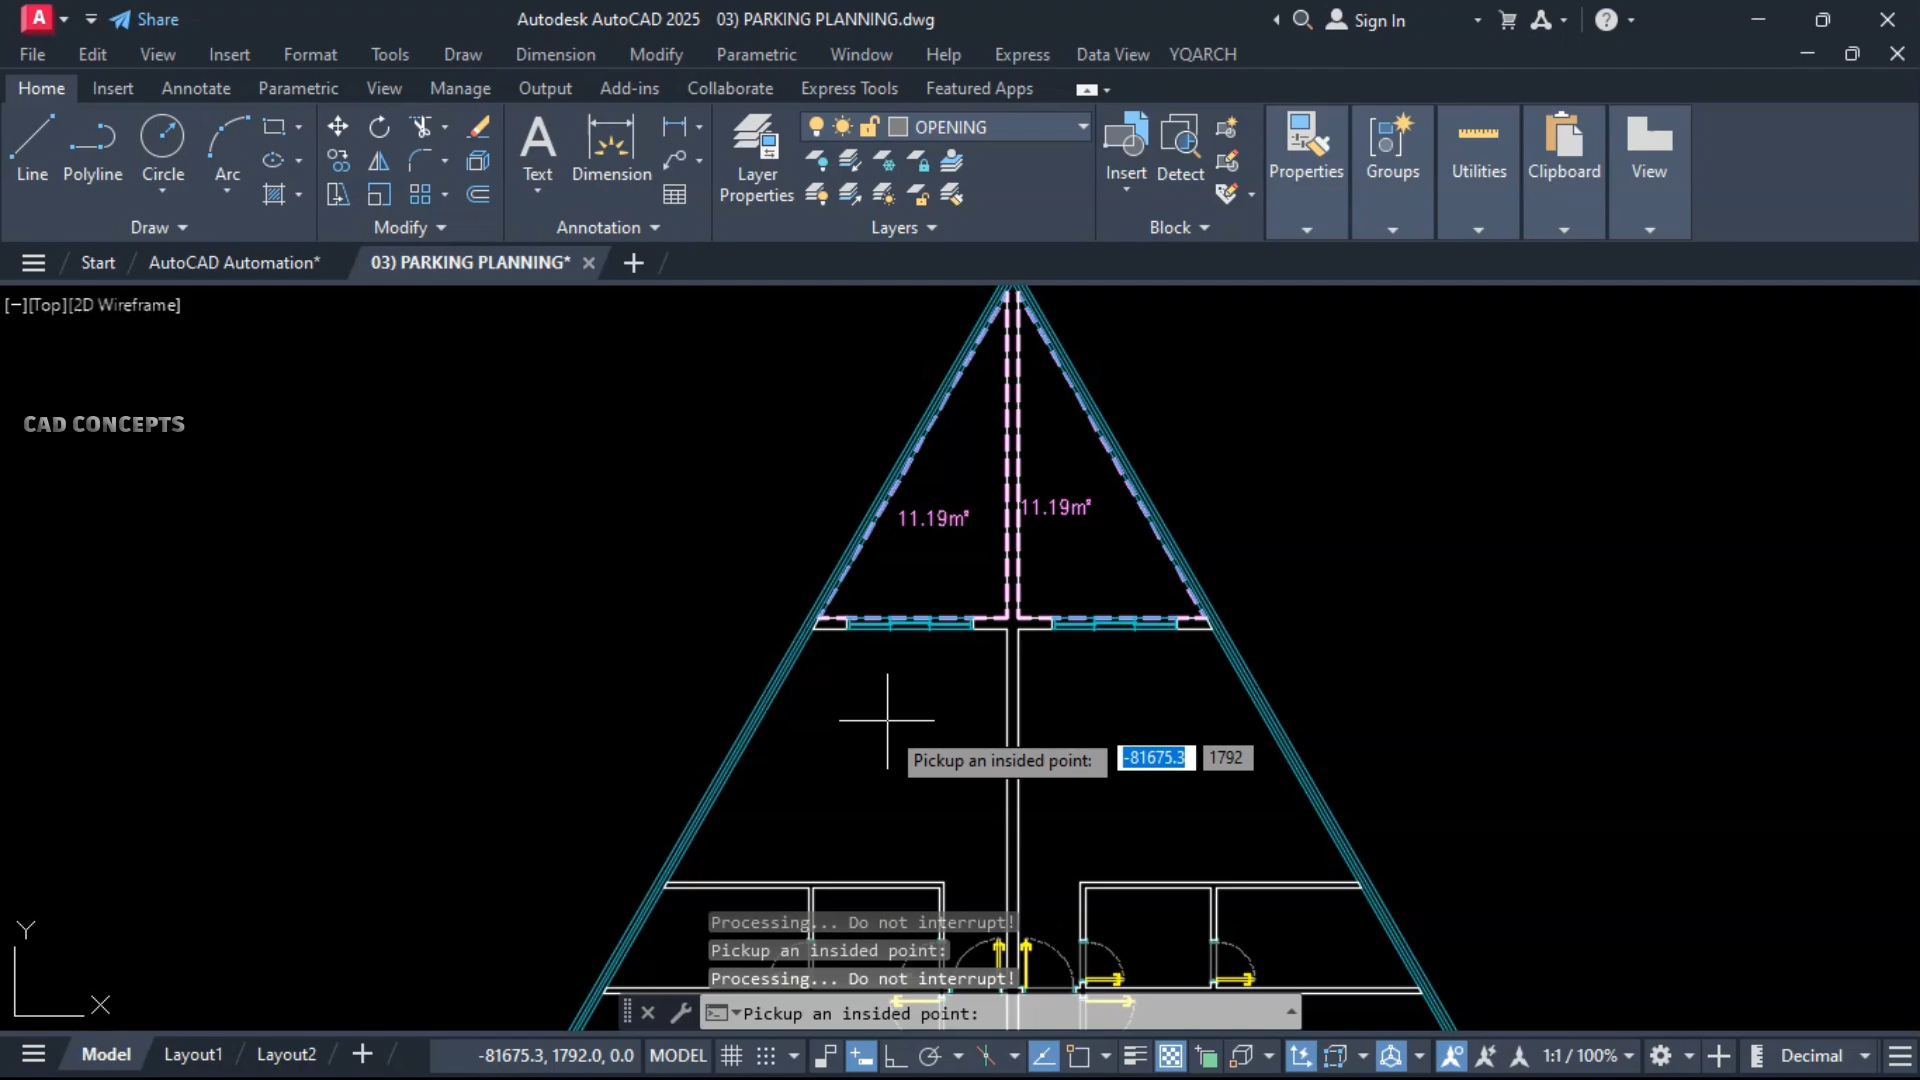 A
Share
Autodesk AutoCAD 2025 03) PARKING PLANNING.dwg
Sign In
File Edit View Insert Format Tools Draw Dimension Modify Parametric Window Help Express Data View YQARCH
Home Insert Annotate Parametric View Manage Output Add-ins Collaborate Express Tools Featured Apps
OPENING
Line Polyline Circle Arc
Text Dimension
Layer Properties
Insert Detect
Properties Groups Utilities Clipboard View
Draw Modify Annotation Layers Block
Start AutoCAD Automation* 03) PARKING PLANNING*
[−][Top][2D Wireframe]
CAD CONCEPTS
11.19m²
11.19m²
Pickup an insided point: -81675.3 1792
Processing... Do not interrupt!
Pickup an insided point:
Processing... Do not interrupt!
Pickup an insided point:
Y
X
Model Layout1 Layout2
-81675.3, 1792.0, 0.0 MODEL 1:1 / 100% Decimal